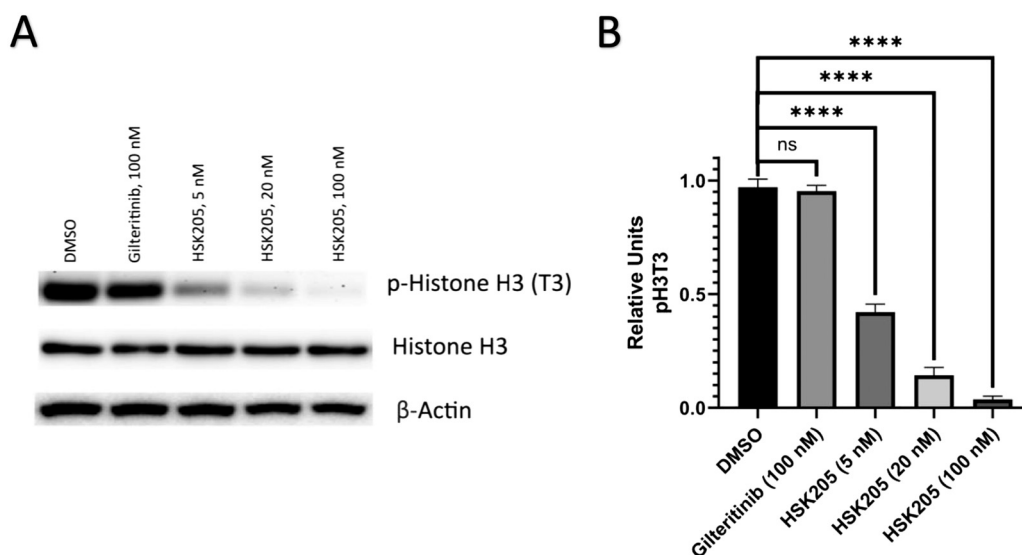 A
DMSO
Gilteritinib, 100 nM
HSK205, 5 nM
HSK205, 20 nM
HSK205, 100 nM
p-Histone H3 (T3)
Histone H3
β-Actin
B
****
****
****
ns
Relative Units
pH3T3
1.0
0.5
0.0
DMSO
Gilteritinib (100 nM)
HSK205 (5 nM)
HSK205 (20 nM)
HSK205 (100 nM)